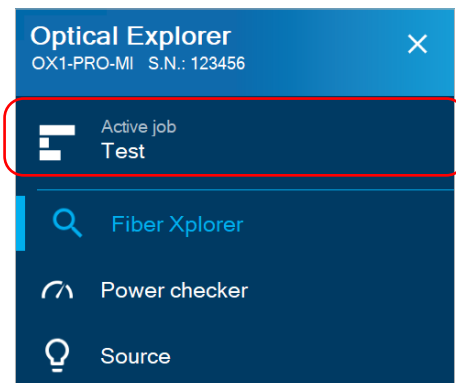 Optical Explorer
OX1-PRO-MI S.N.: 123456
Active job
Test
Fiber Xplorer
Power checker
Source